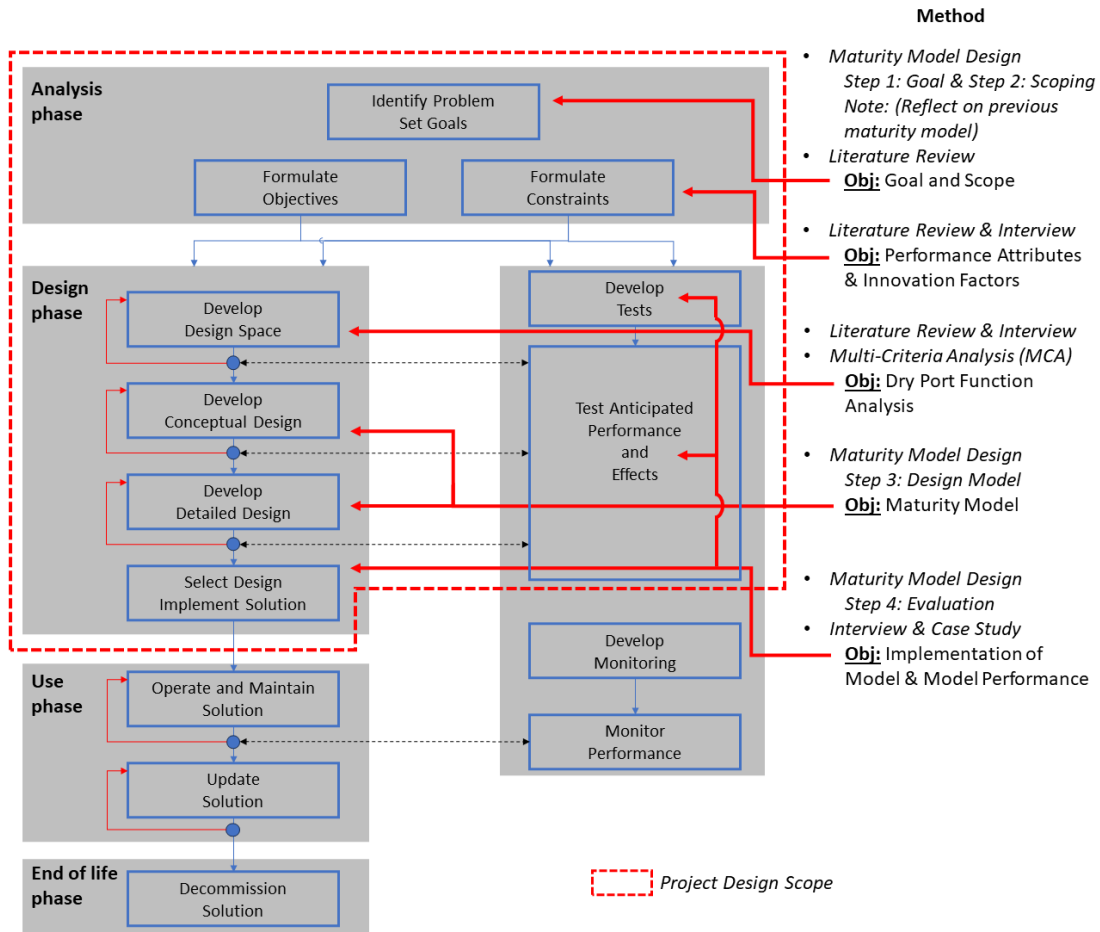 Method
Analysis
phase
Identify Problem
Set Goals
Formulate
Objectives
Formulate
Constraints
• Maturity Model Design
Step 1: Goal & Step 2: Scoping
Note: (Reflect on previous
maturity model)
• Literature Review
Obj: Goal and Scope
• Literature Review & Interview
Obj: Performance Attributes
& Innovation Factors
Design
phase
Develop
Design Space
Develop
Conceptual Design
Develop
Detailed Design
Select Design
Implement Solution
Develop
Tests
Test Anticipated
Performance
and
Effects
• Literature Review & Interview
• Multi-Criteria Analysis (MCA)
Obj: Dry Port Function
Analysis
• Maturity Model Design
Step 3: Design Model
Obj: Maturity Model
• Maturity Model Design
Step 4: Evaluation
• Interview & Case Study
Obj: Implementation of
Model & Model Performance
Develop
Monitoring
Monitor
Performance
Use
phase
Operate and Maintain
Solution
Update
Solution
End of life
phase
Decommission
Solution
Project Design Scope